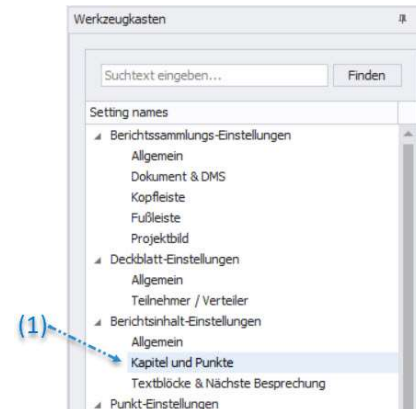 Werkzeugkasten
Suchtext eingeben... Finden
Setting names
Berichtssammlungs-Einstellungen
Allgemein
Dokument & DMS
Kopfleiste
Fußleiste
Projektbild
Deckblatt-Einstellungen
Allgemein
Teilnehmer / Verteiler
Berichtsinhalt-Einstellungen
Allgemein
(1) Kapitel und Punkte
Textblöcke & Nächste Besprechung
Punkt-Einstellungen